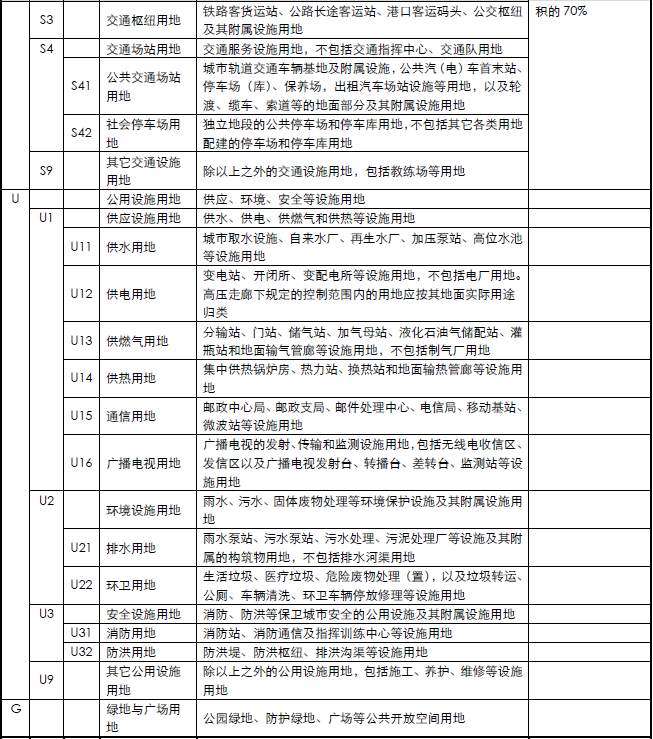 S3 交通枢纽用地 铁路客货运站、公路长途客运站、港口客运码头、公交枢纽及其附属设施用地 积的70%
S4 交通场站用地 交通服务设施用地，不包括交通指挥中心、交通队用地
S41 公共交通场站用地 城市轨道交通车辆基地及附属设施，公共汽（电）车首末站、停车场（库）、保养场，出租汽车场站设施等用地，以及轮渡、缆车、索道等的地面部分及其附属设施用地
S42 社会停车场用地 独立地段的公共停车场和停车库用地，不包括其它各类用地配建的停车场和停车库用地
S9 其它交通设施用地 除以上之外的交通设施用地，包括教练场等用地
U 公用设施用地 供应、环境、安全等设施用地
U1 供应设施用地 供水、供电、供燃气和供热等设施用地
U11 供水用地 城市取水设施、自来水厂、再生水厂、加压泵站、高位水池等设施用地
U12 供电用地 变电站、开闭所、变配电所等设施用地，不包括电厂用地。高压走廊下规定的控制范围内的用地应按其地面实际用途归类
U13 供燃气用地 分输站、门站、储气站、加气母站、液化石油气储配站、灌瓶站和地面输气管廊等设施用地，不包括制气厂用地
U14 供热用地 集中供热锅炉房、热力站、换热站和地面输热管廊等设施用地
U15 通信用地 邮政中心局、邮政支局、邮件处理中心、电信局、移动基站、微波站等设施用地
U16 广播电视用地 广播电视的发射、传输和监测设施用地，包括无线电收信区、发信区以及广播电视发射台、转播台、差转台、监测站等设施用地
U2 环境设施用地 雨水、污水、固体废物处理等环境保护设施及其附属设施用地
U21 排水用地 雨水泵站、污水泵站、污水处理、污泥处理厂等设施及其附属的构筑物用地，不包括排水河渠用地
U22 环卫用地 生活垃圾、医疗垃圾、危险废物处理（置），以及垃圾转运、公厕、车辆清洗、环卫车辆停放修理等设施用地
U3 安全设施用地 消防、防洪等保卫城市安全的公用设施及其附属设施用地
U31 消防用地 消防站、消防通信及指挥训练中心等设施用地
U32 防洪用地 防洪堤、防洪枢纽、排洪沟渠等设施用地
U9 其它公用设施用地 除以上之外的公用设施用地，包括施工、养护、维修等设施用地
G 绿地与广场用地 公园绿地、防护绿地、广场等公共开放空间用地